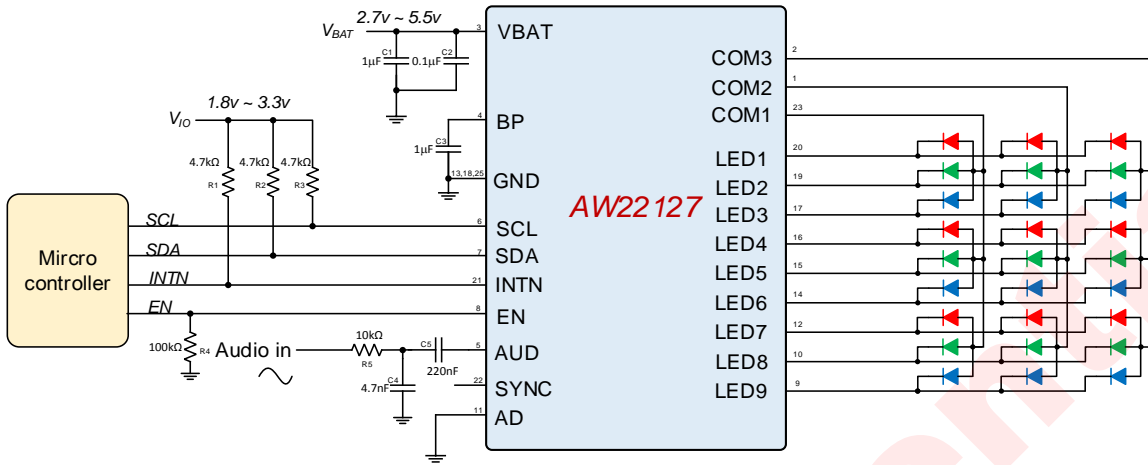 2.7v ~ 5.5v
VBAT
3
VBAT
C1
1µF
C2
0.1µF
1.8v ~ 3.3v
VIO
4
BP
C3
1µF
13,18,25
GND
4.7kΩ
R1
4.7kΩ
R2
4.7kΩ
R3
Mircro
controller
SCL
6
SCL
SDA
7
SDA
INTN
21
INTN
EN
8
EN
100kΩ
R4
Audio in
10kΩ
R5
C4
4.7nF
C5
220nF
5
AUD
22
SYNC
11
AD
AW22127
COM3
2
COM2
1
COM1
23
LED1
20
LED2
19
LED3
17
LED4
16
LED5
15
LED6
14
LED7
12
LED8
10
LED9
9